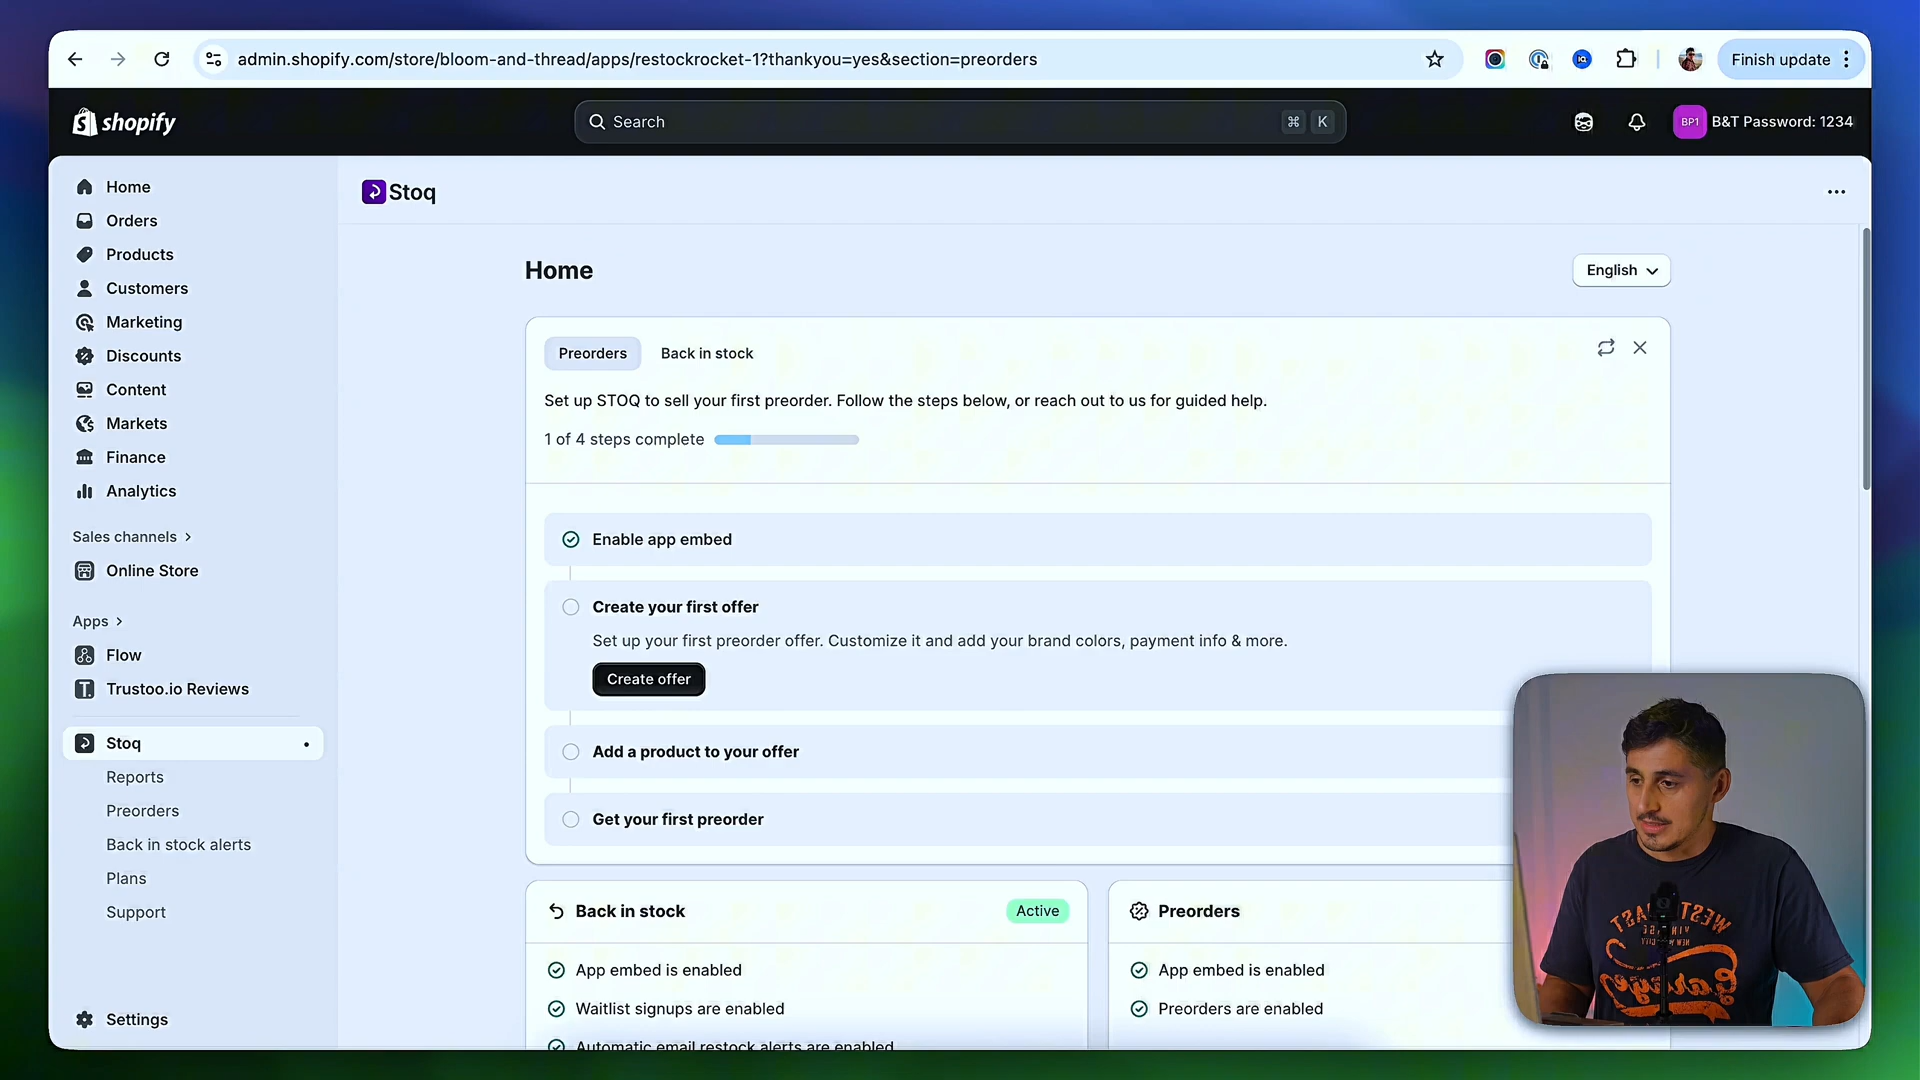 admin.shopify.com/store/bloom-and-thread/apps/restockrocket-1?thankyou=yes&section=preorders
Finish update
shopify
Search
⌘ K
BP1
B&T Password: 1234
Home
Orders
Products
Customers
Marketing
Discounts
Content
Markets
Finance
Analytics
Sales channels
Online Store
Apps
Flow
Trustoo.io Reviews
Stoq
Reports
Preorders
Back in stock alerts
Plans
Support
Settings
Stoq
Home
English
Preorders
Back in stock
Set up STOQ to sell your first preorder. Follow the steps below, or reach out to us for guided help.
1 of 4 steps complete
Enable app embed
Create your first offer
Set up your first preorder offer. Customize it and add your brand colors, payment info & more.
Create offer
Add a product to your offer
Get your first preorder
Back in stock
Active
App embed is enabled
Waitlist signups are enabled
Automatic email restock alerts are enabled
Preorders
App embed is enabled
Preorders are enabled